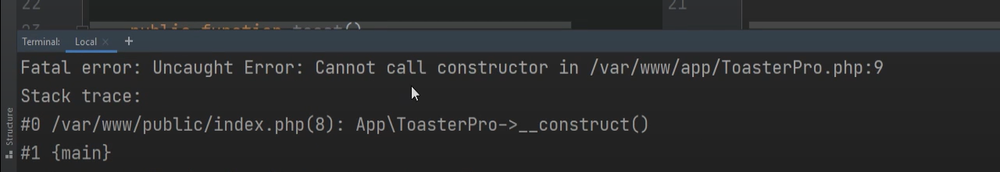 22
21
23 public function toast()
Terminal: Local × +
Fatal error: Uncaught Error: Cannot call constructor in /var/www/app/ToasterPro.php:9
Stack trace:
#0 /var/www/public/index.php(8): App\ToasterPro->__construct()
#1 {main}
Structure